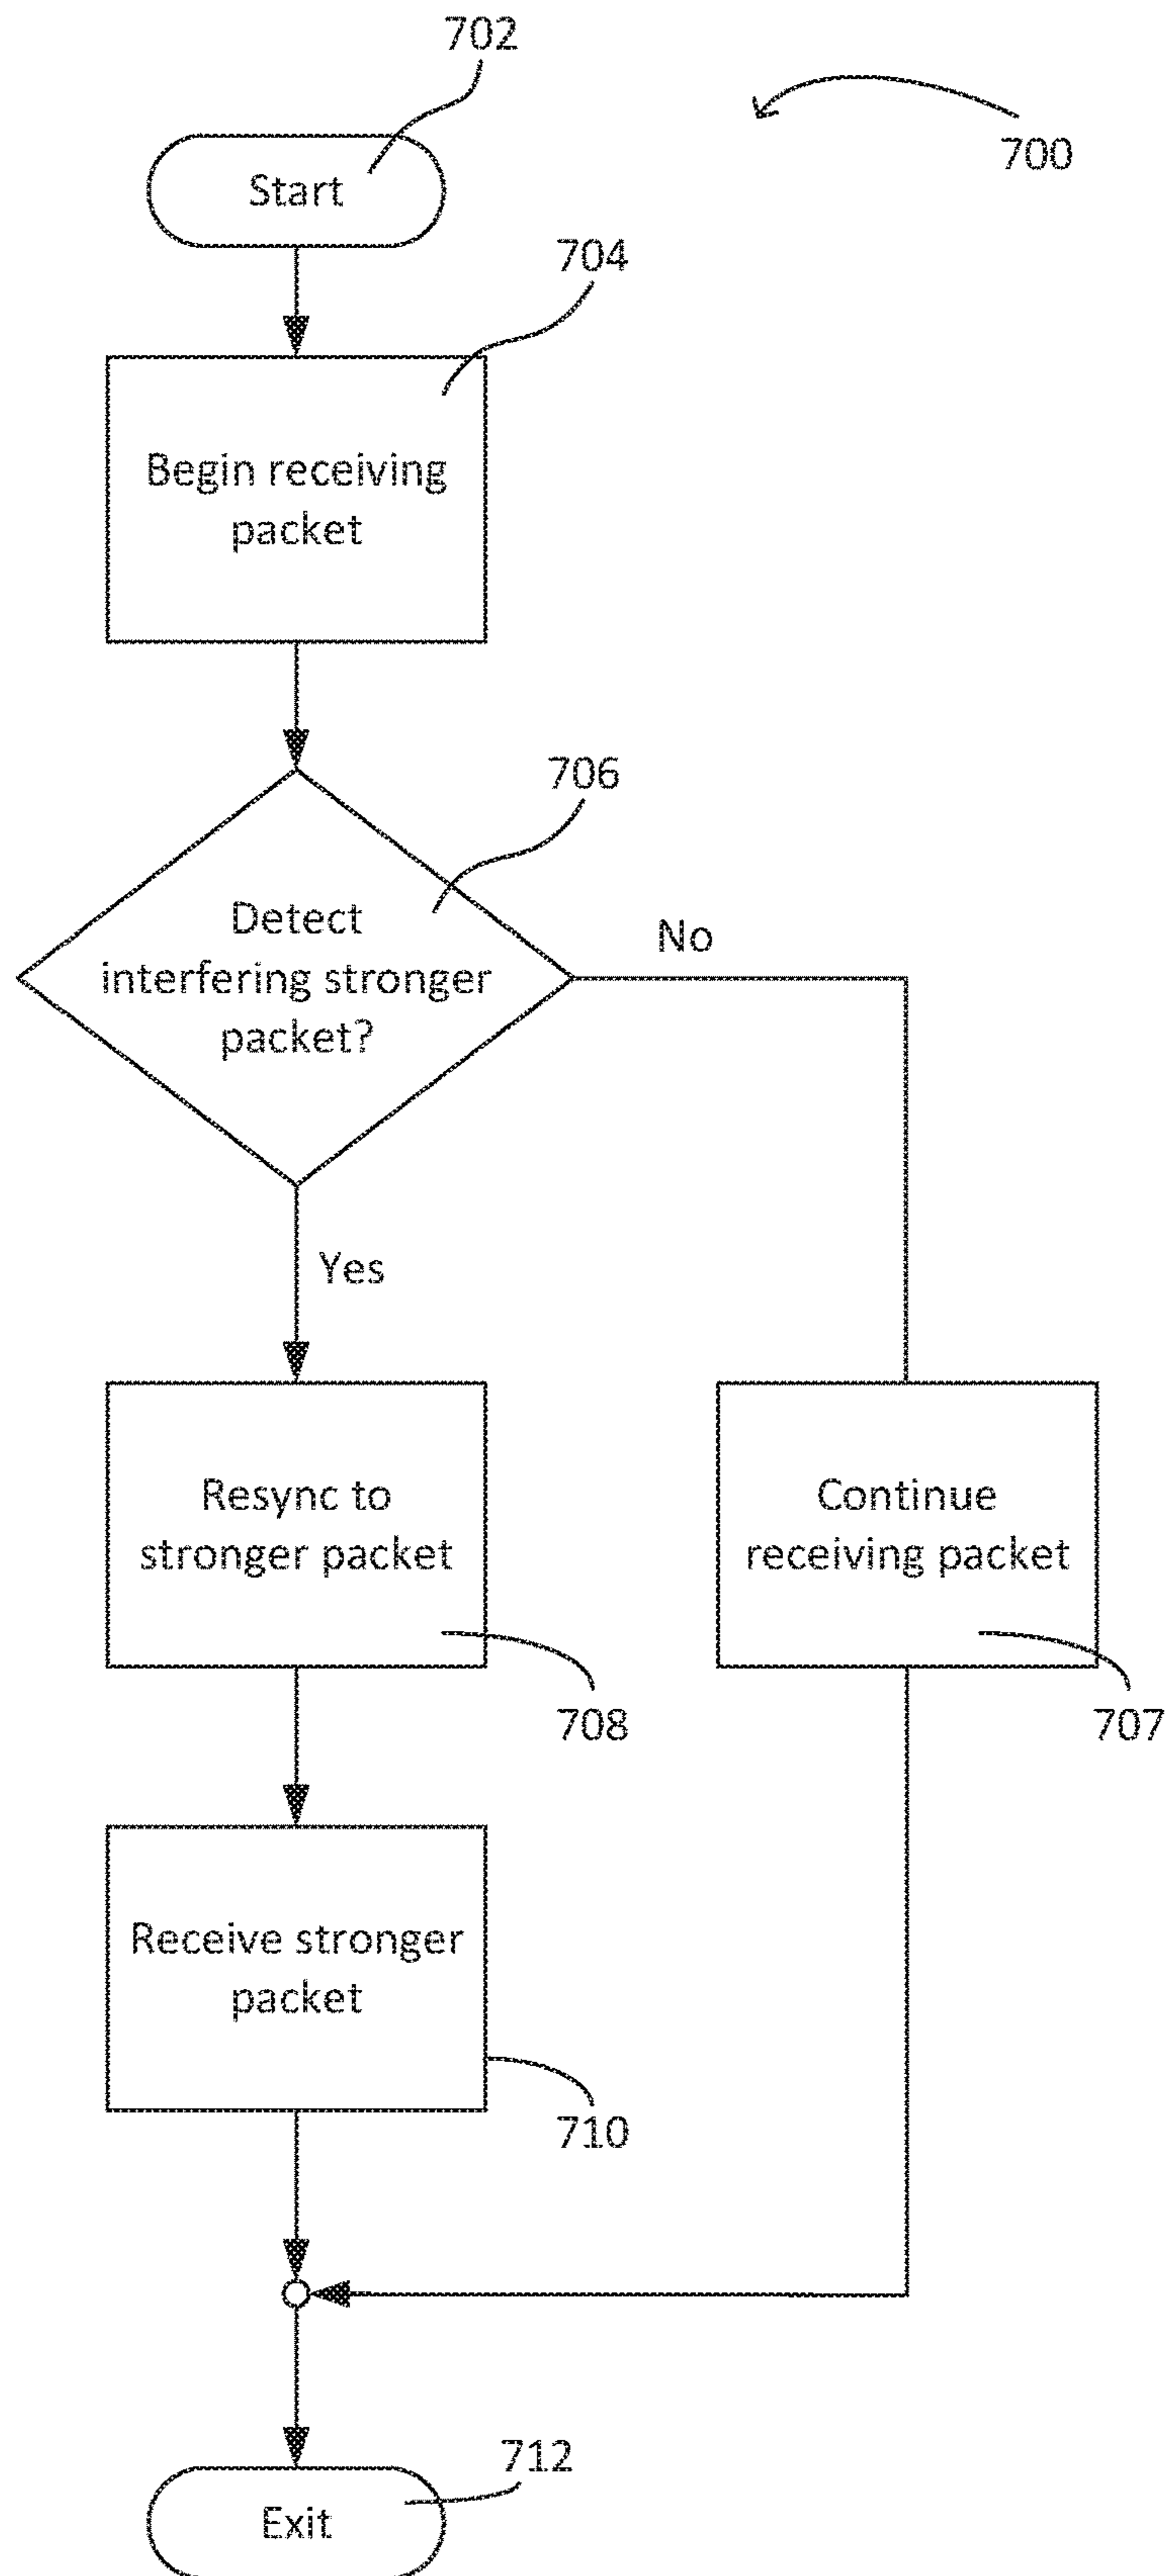 702
700
Start
704
Begin receiving
packet
706
Detect
interfering stronger
packet?
No
Yes
Resync to
stronger packet
708
Continue
receiving packet
707
Receive stronger
packet
710
712
Exit